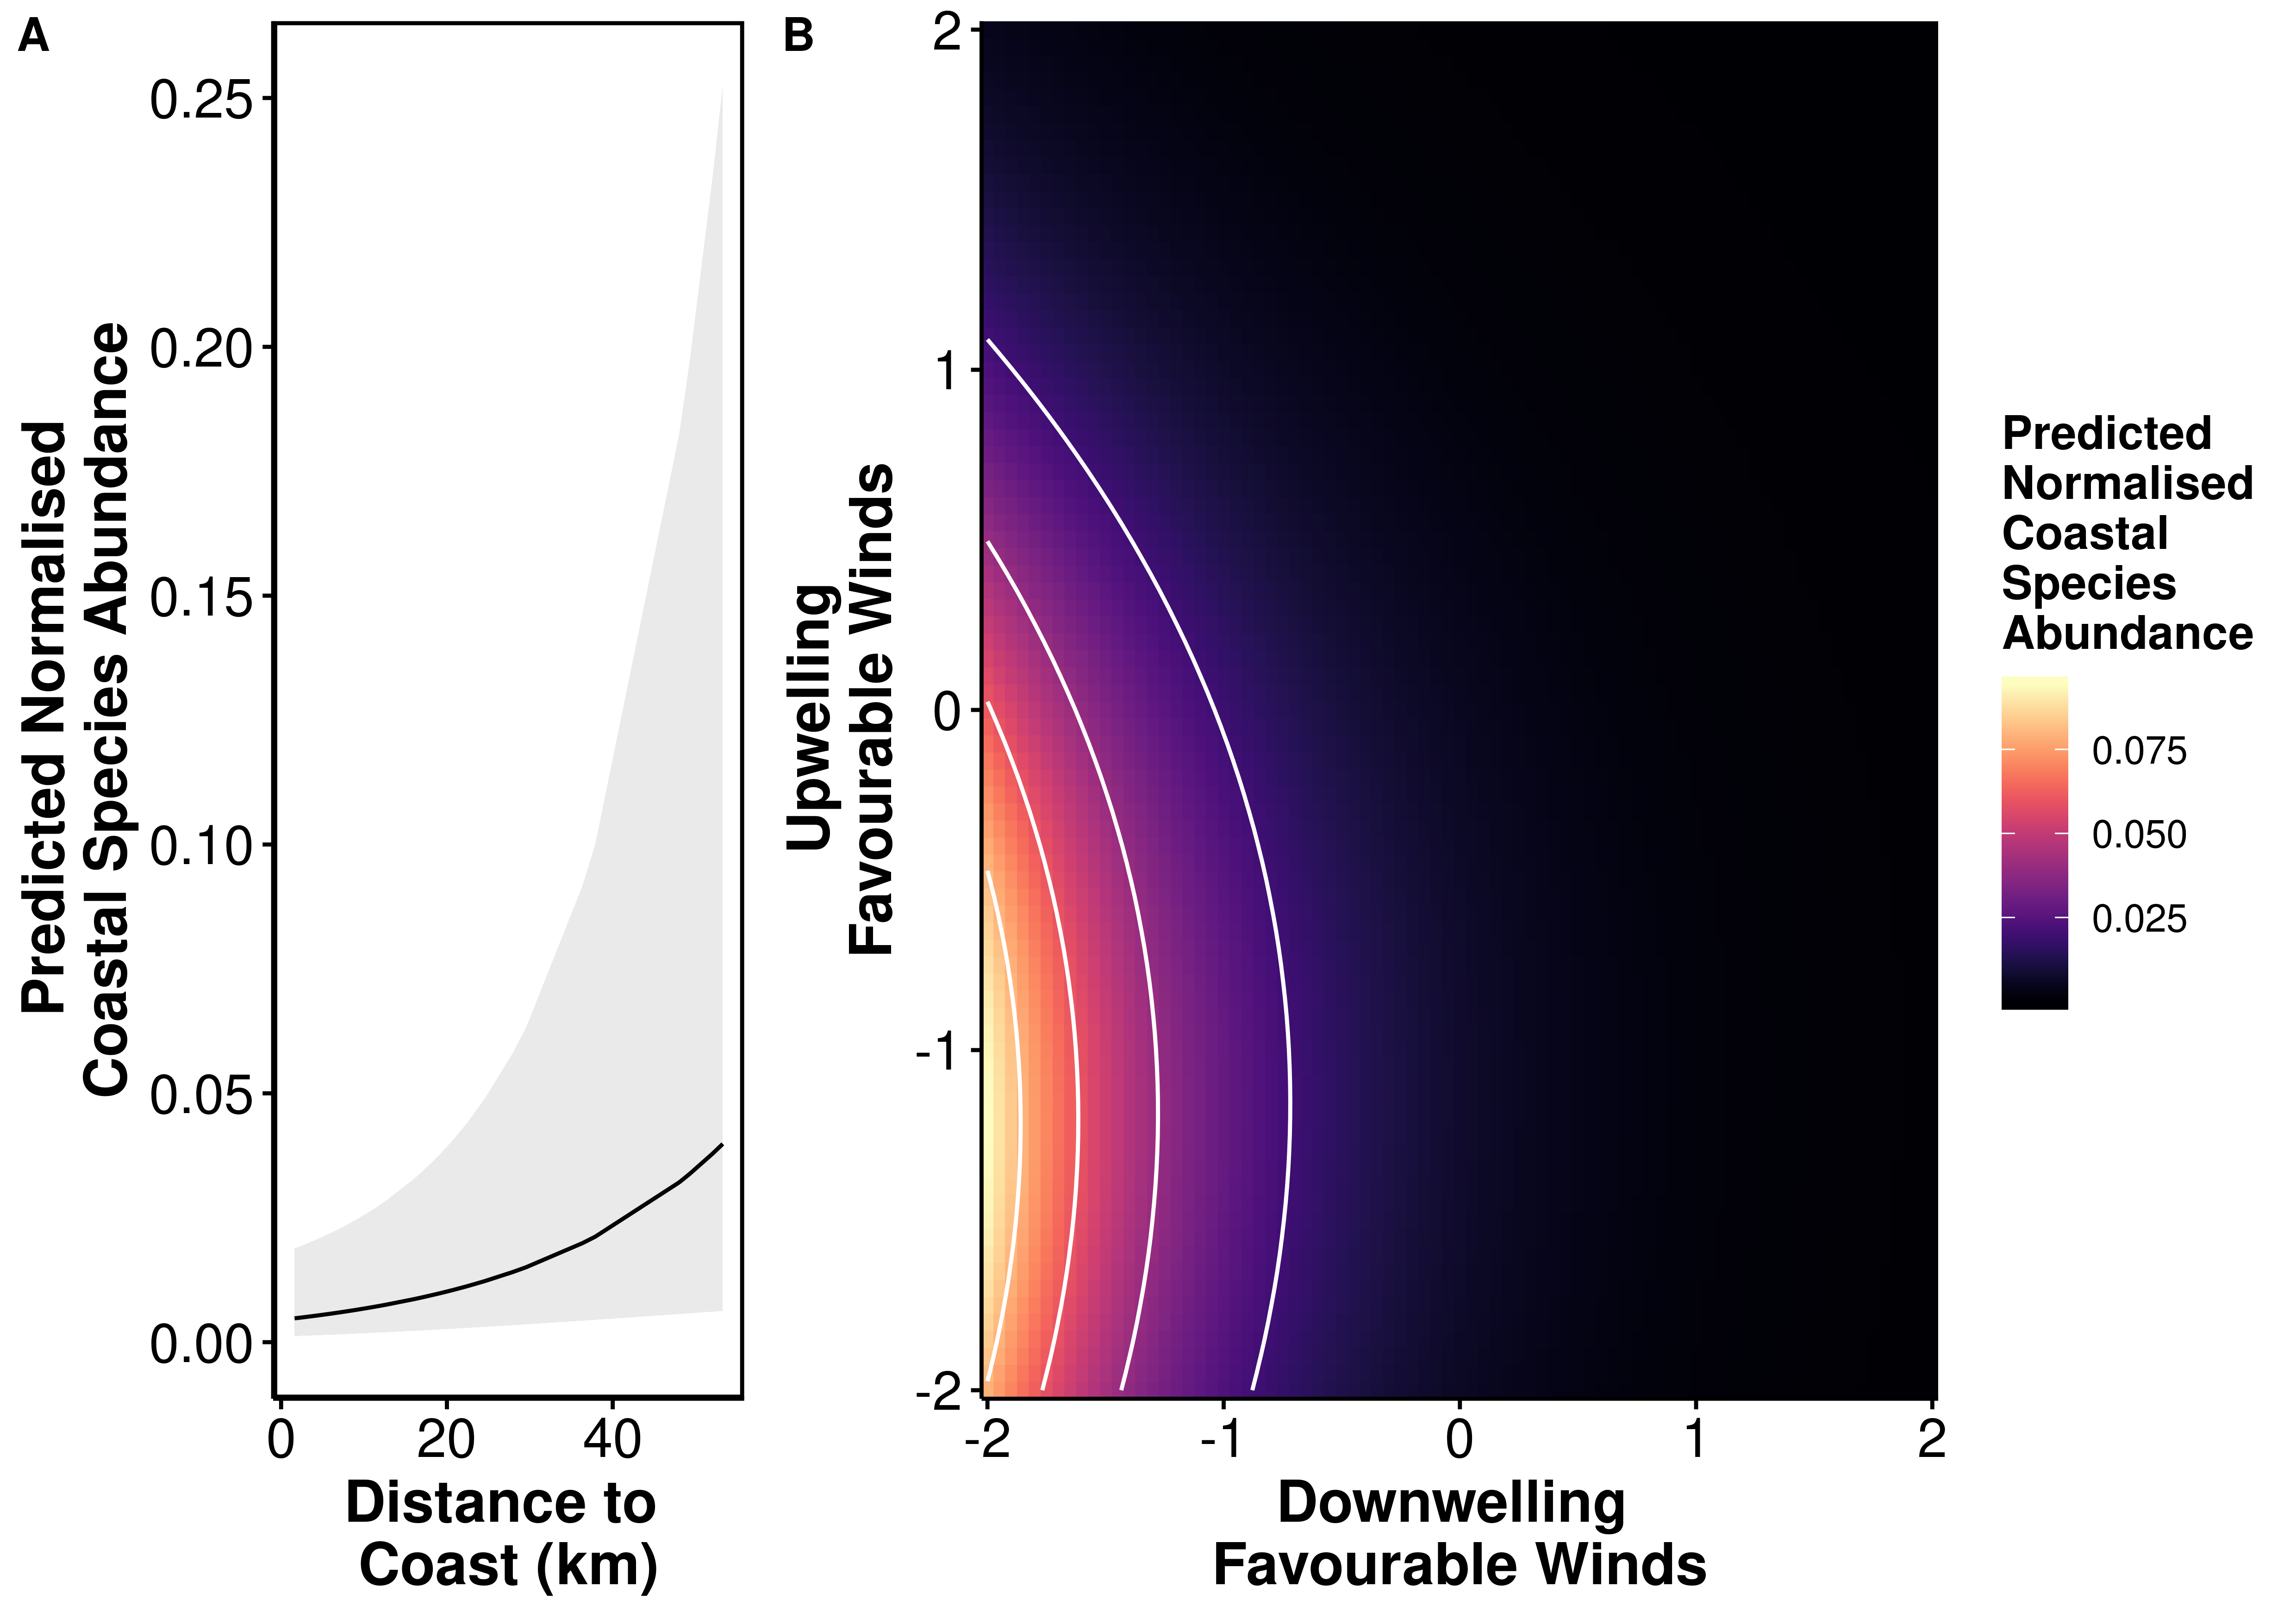 A
Predicted Normalised
Coastal Species Abundance
0.25
0.20
0.15
0.10
0.05
0.00
0
20
40
Distance to
Coast (km)
B
Upwelling
Favourable Winds
2
1
0
-1
-2
-2
-1
0
1
2
Downwelling
Favourable Winds
Predicted
Normalised
Coastal
Species
Abundance
0.075
0.050
0.025